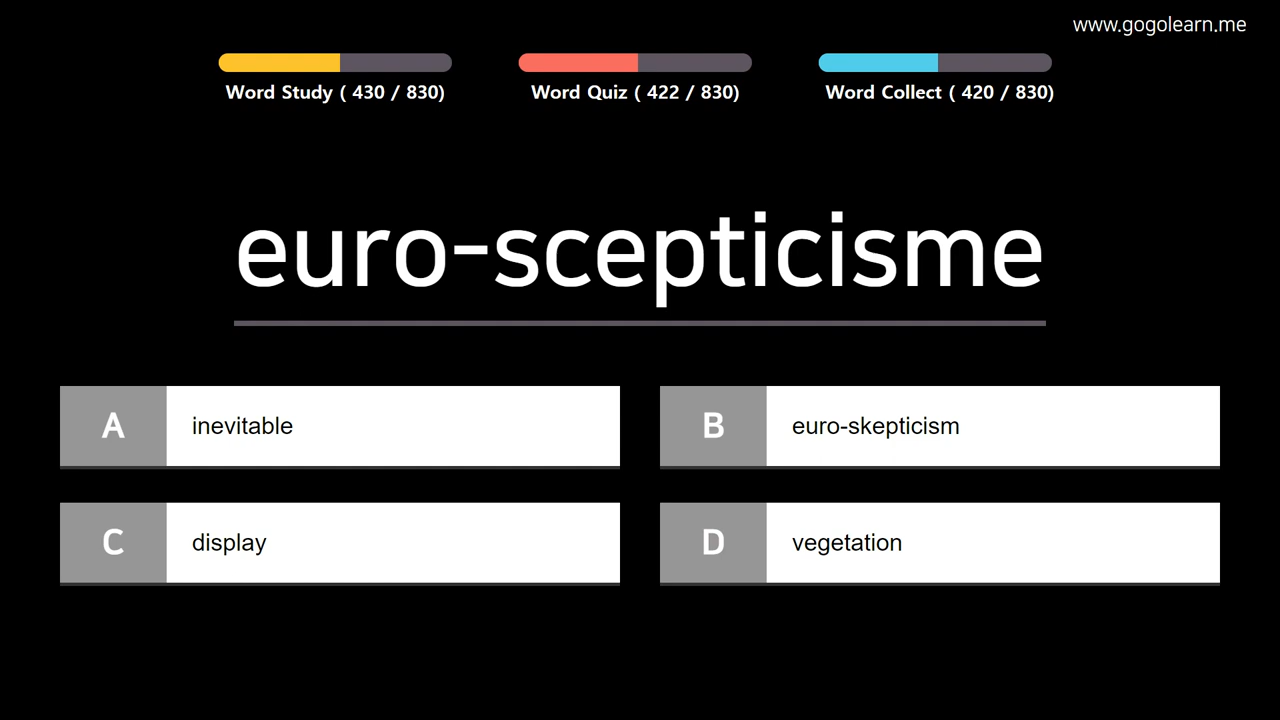 www.gogolearn.me
Word Study ( 430 / 830)
Word Quiz ( 422 / 830)
Word Collect ( 420 / 830)
euro-scepticisme
A inevitable
B euro-skepticism
C display
D vegetation